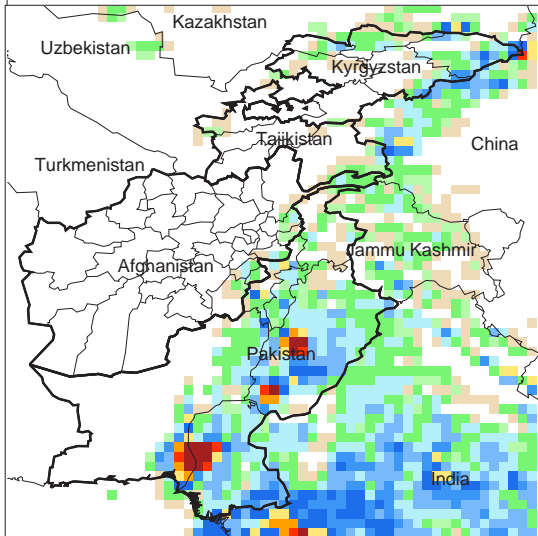 Kazakhstan
Uzbekistan
Kyrgyzstan
Tajikistan
China
Turkmenistan
Jammu Kashmir
Afghanistan
Pakistan
India